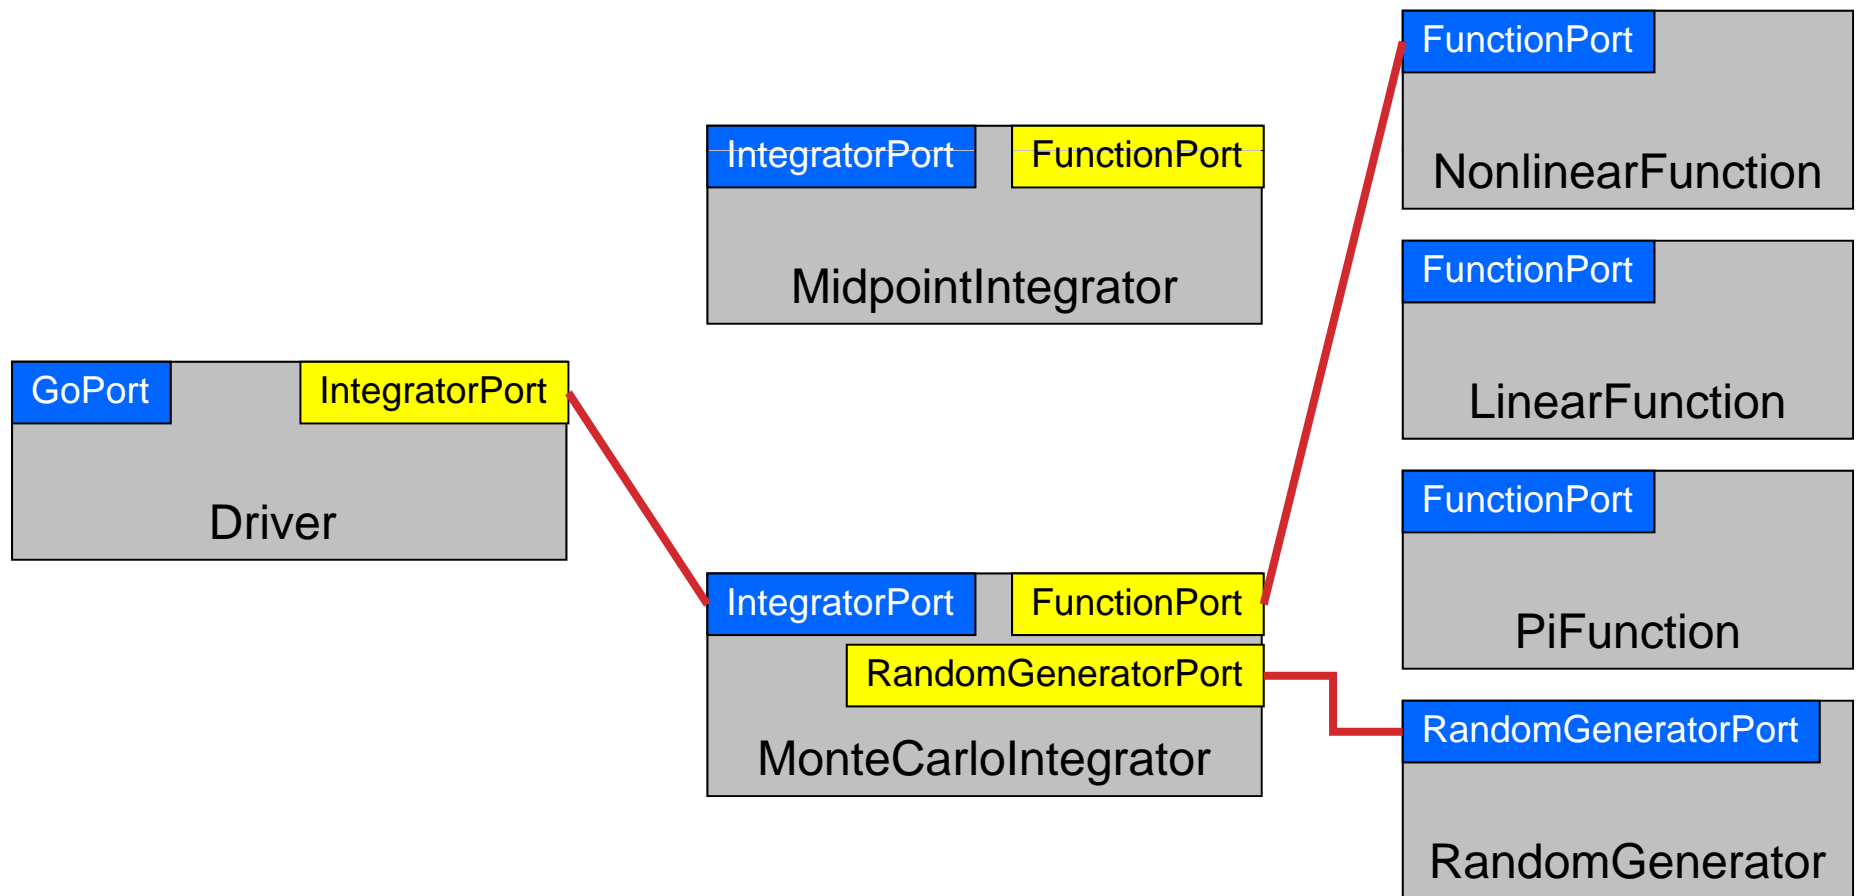 GoPort IntegratorPort
Driver
IntegratorPort FunctionPort
MidpointIntegrator
IntegratorPort FunctionPort
RandomGeneratorPort
MonteCarloIntegrator
FunctionPort
NonlinearFunction
FunctionPort
LinearFunction
FunctionPort
PiFunction
RandomGeneratorPort
RandomGenerator